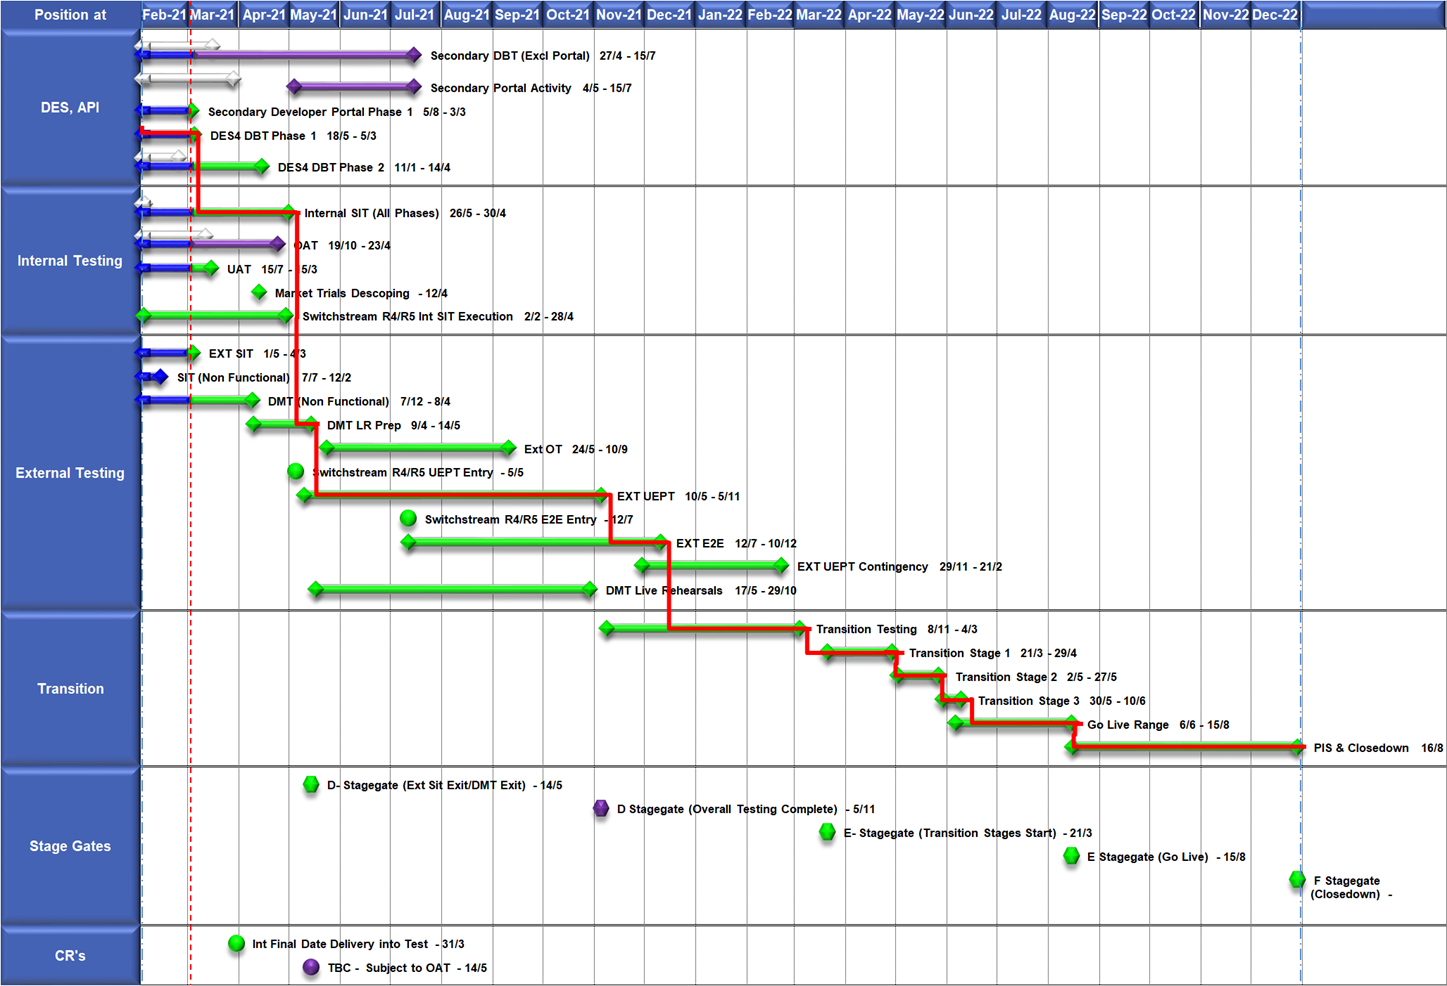 Position at Feb-21 Mar-21 Apr-21 May-21 Jun-21 Jul-21 Aug-21 Sep-21 Oct-21 Nov-21 Dec-21 Jan-22 Feb-22 Mar-22 Apr-22 May-22 Jun-22 Jul-22 Aug-22 Sep-22 Oct-22 Nov-22 Dec-22
DES, API
Secondary DBT (Excl Portal) 27/4 - 15/7
Secondary Portal Activity 4/5 - 15/7
Secondary Developer Portal Phase 1 5/8 - 3/3
DES4 DBT Phase 1 18/5 - 5/3
DES4 DBT Phase 2 11/1 - 14/4
Internal Testing
Internal SIT (All Phases) 26/5 - 30/4
OAT 19/10 - 23/4
UAT 15/7 - 15/3
Market Trials Descoping - 12/4
Switchstream R4/R5 Int SIT Execution 2/2 - 28/4
External Testing
EXT SIT 1/5 - 4/3
SIT (Non Functional) 7/7 - 12/2
DMT (Non Functional) 7/12 - 8/4
DMT LR Prep 9/4 - 14/5
Ext OT 24/5 - 10/9
Switchstream R4/R5 UEPT Entry - 5/5
EXT UEPT 10/5 - 5/11
Switchstream R4/R5 E2E Entry - 12/7
EXT E2E 12/7 - 10/12
EXT UEPT Contingency 29/11 - 21/2
DMT Live Rehearsals 17/5 - 29/10
Transition
Transition Testing 8/11 - 4/3
Transition Stage 1 21/3 - 29/4
Transition Stage 2 2/5 - 27/5
Transition Stage 3 30/5 - 10/6
Go Live Range 6/6 - 15/8
PIS & Closedown 16/8
Stage Gates
D- Stagegate (Ext Sit Exit/DMT Exit) - 14/5
D Stagegate (Overall Testing Complete) - 5/11
E- Stagegate (Transition Stages Start) - 21/3
E Stagegate (Go Live) - 15/8
F Stagegate
(Closedown) -
CR's
Int Final Date Delivery into Test - 31/3
TBC - Subject to OAT - 14/5